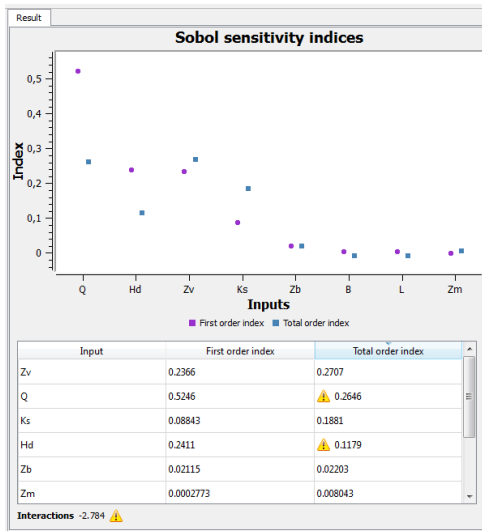 Result
Sobol sensitivity indices
0,5
0,4
0,3
0,2
0,1
0
Index
Q Hd Zv Ks Zb B L Zm
Inputs
First order index Total order index
Input First order index Total order index
Zv 0.2366 0.2707
Q 0.5246 0.2646
Ks 0.08843 0.1881
Hd 0.2411 0.1179
Zb 0.02115 0.02203
Zm 0.0002773 0.008043
Interactions -2.784